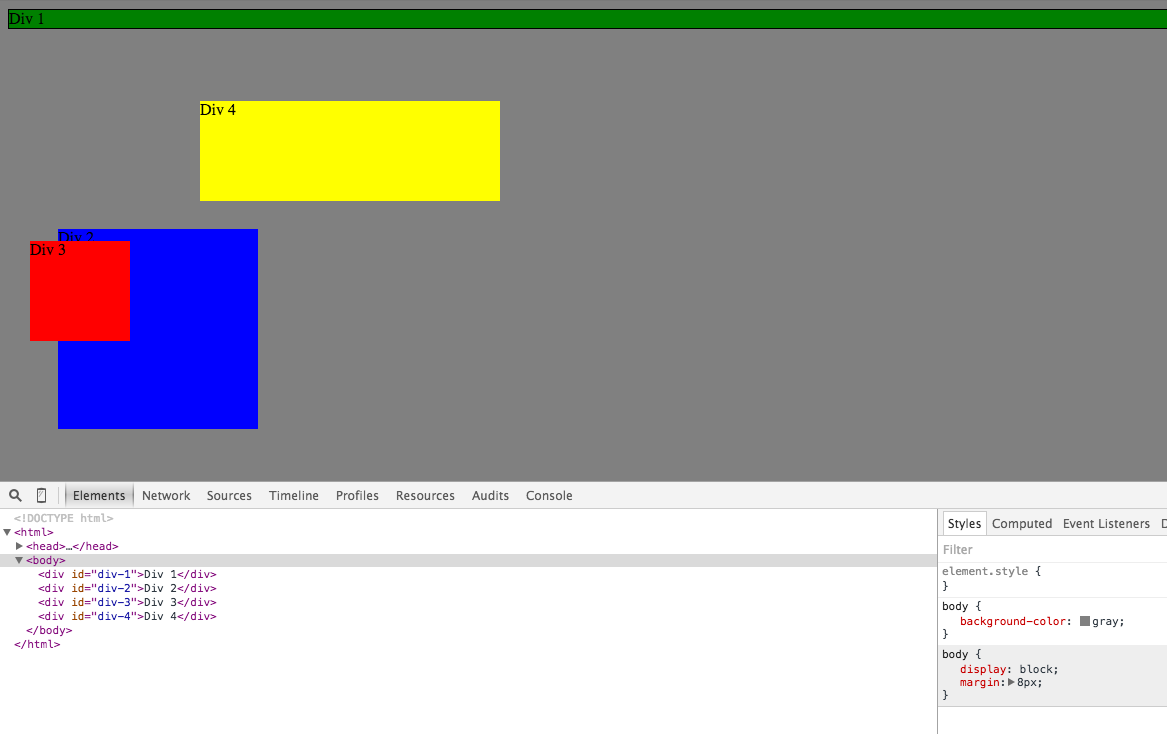 Div 1
Div 4
Div 2
Div 3
Elements Network Sources Timeline Profiles Resources Audits Console
<!DOCTYPE html>
<html>
<head>…</head>
<body>
<div id="div-1">Div 1</div>
<div id="div-2">Div 2</div>
<div id="div-3">Div 3</div>
<div id="div-4">Div 4</div>
</body>
</html>
Styles Computed Event Listeners D
Filter
element.style {
}
body {
background-color: gray;
}
body {
display: block;
margin: 8px;
}